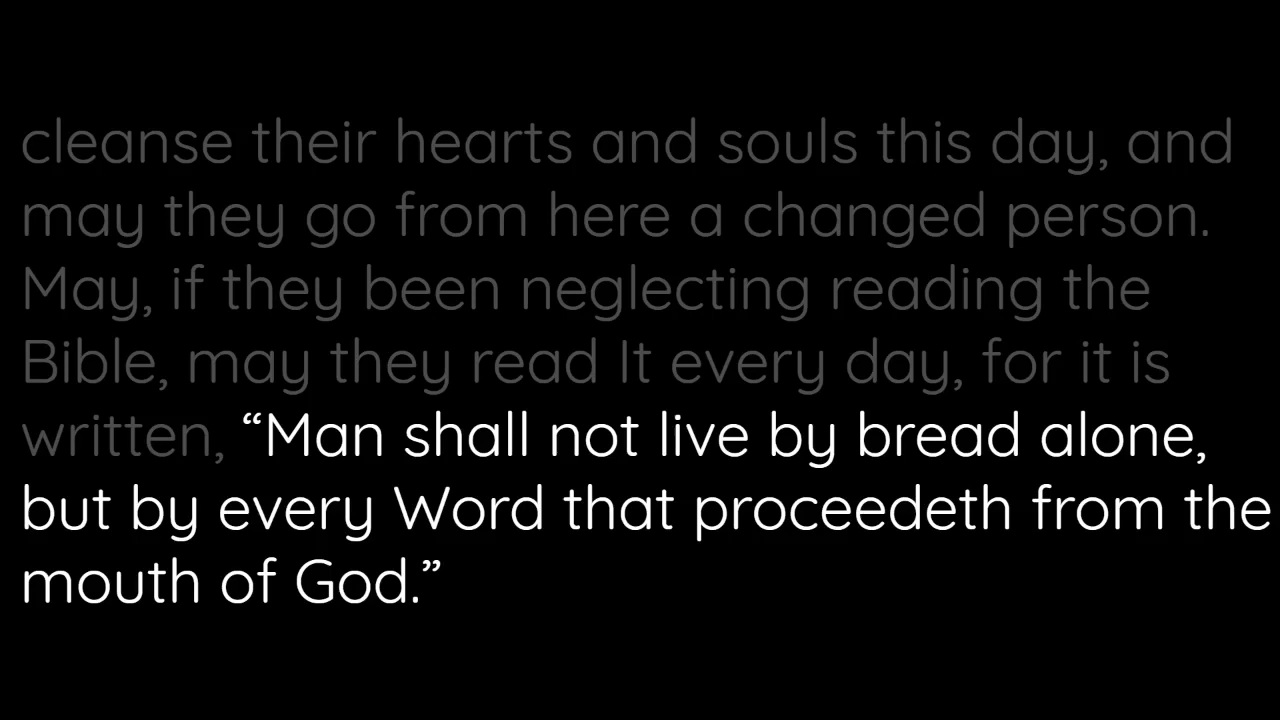 cleanse their hearts and souls this day, and
may they go from here a changed person.
May, if they been neglecting reading the
Bible, may they read It every day, for it is
written, “Man shall not live by bread alone,
but by every Word that proceedeth from the
mouth of God.”